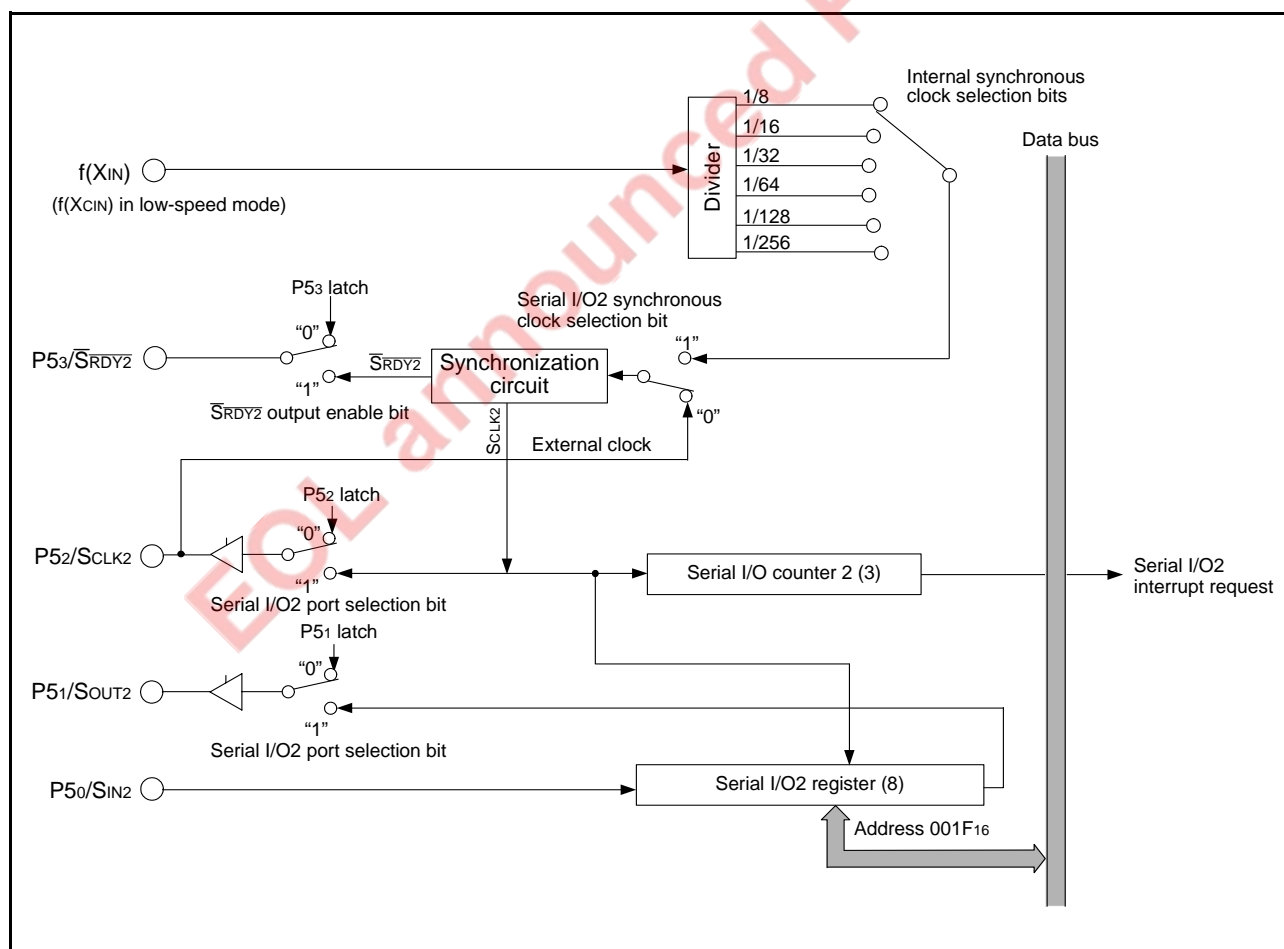 Internal synchronous
clock selection bits
1/8
1/16
1/32
1/64
1/128
1/256
Divider
Data bus
f(XIN)
(f(XCIN) in low-speed mode)
P53 latch
"0"
P53/S̅R̅D̅Y̅2̅
"1"
S̅R̅D̅Y̅2̅ output enable bit
S̅R̅D̅Y̅2̅
Synchronization
circuit
Serial I/O2 synchronous
clock selection bit
"1"
"0"
SCLK2
External clock
P52 latch
"0"
P52/SCLK2
"1"
Serial I/O2 port selection bit
Serial I/O counter 2 (3)
Serial I/O2
interrupt request
P51 latch
"0"
P51/SOUT2
"1"
Serial I/O2 port selection bit
P50/SIN2
Serial I/O2 register (8)
Address 001F16
EOL announced